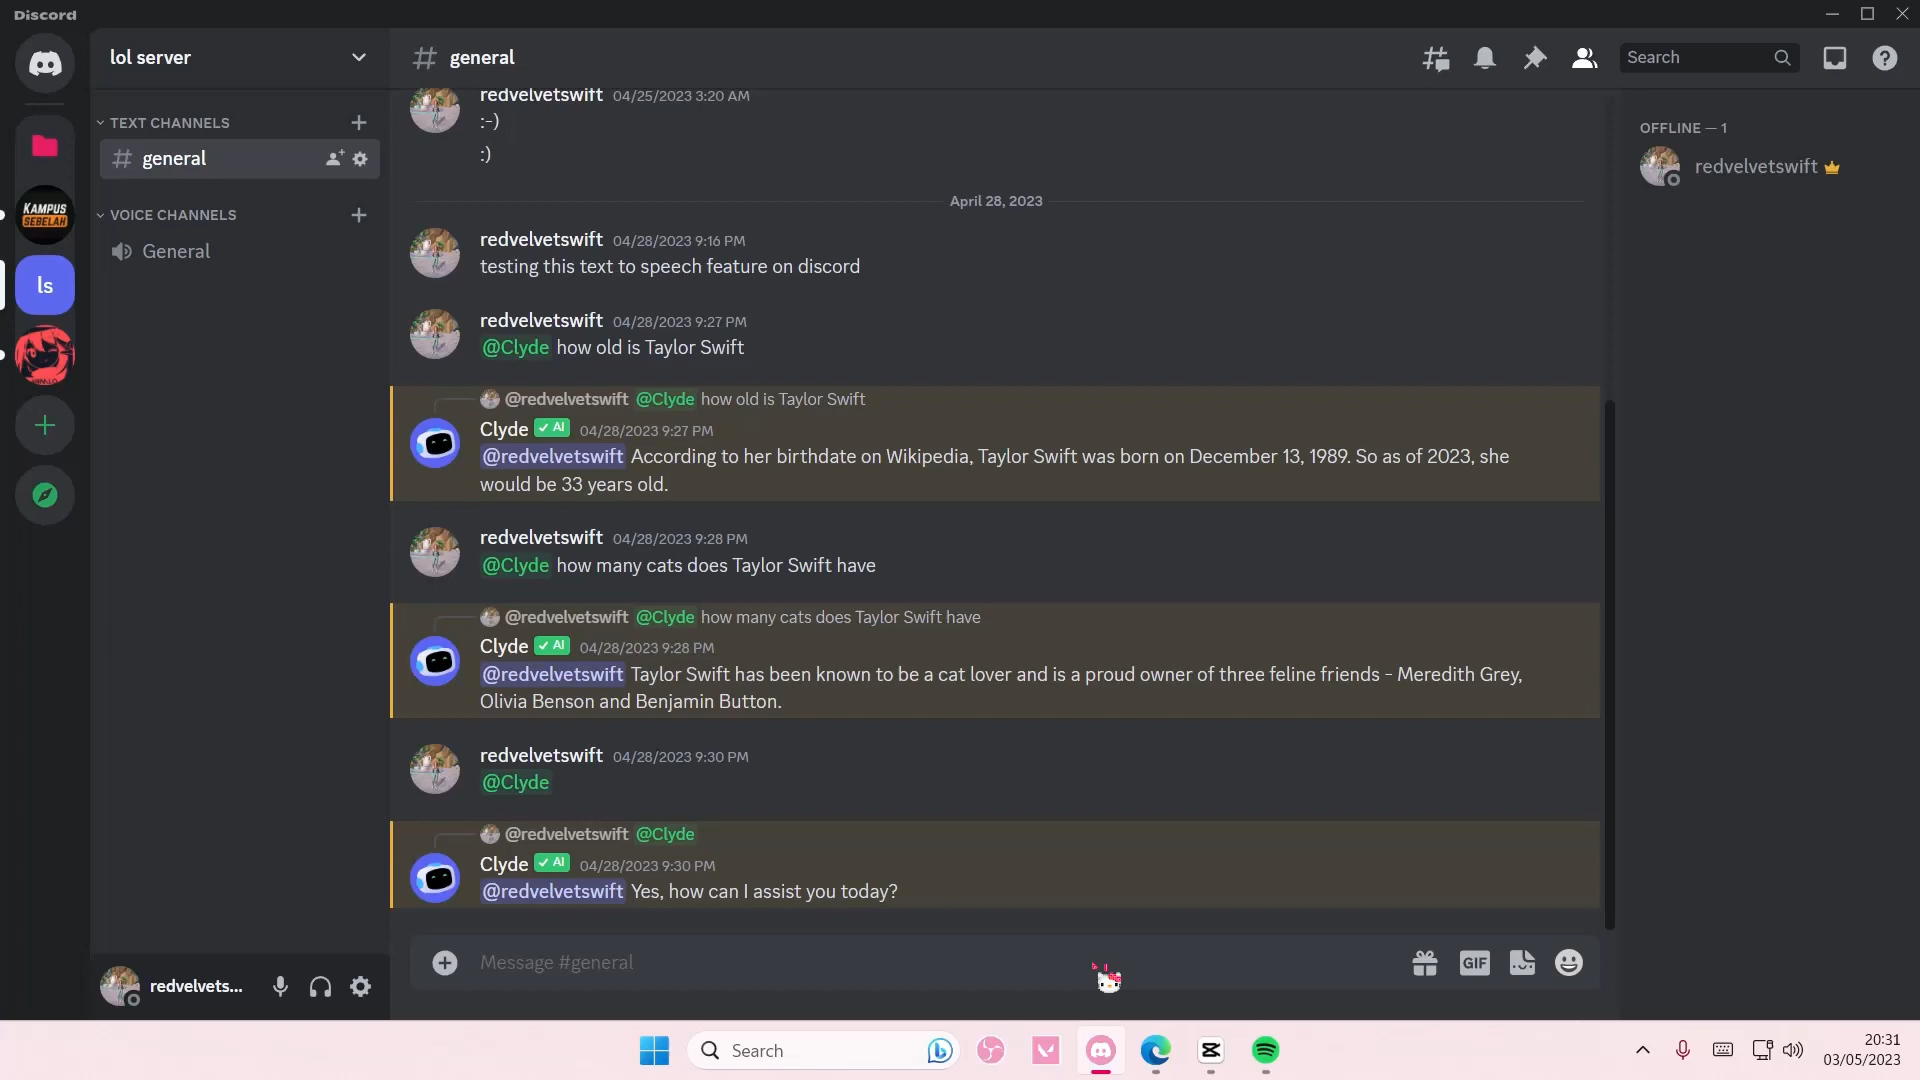 Discord
lol server
general
Search
TEXT CHANNELS
general
VOICE CHANNELS
General
KAMPUS
SEBELAH
ls
redvelvetswift 04/25/2023 3:20 AM
:-)
:)
April 28, 2023
redvelvetswift 04/28/2023 9:16 PM
testing this text to speech feature on discord
redvelvetswift 04/28/2023 9:27 PM
@Clyde how old is Taylor Swift
@redvelvetswift @Clyde how old is Taylor Swift
Clyde ✓ AI 04/28/2023 9:27 PM
@redvelvetswift According to her birthdate on Wikipedia, Taylor Swift was born on December 13, 1989. So as of 2023, she
would be 33 years old.
redvelvetswift 04/28/2023 9:28 PM
@Clyde how many cats does Taylor Swift have
@redvelvetswift @Clyde how many cats does Taylor Swift have
Clyde ✓ AI 04/28/2023 9:28 PM
@redvelvetswift Taylor Swift has been known to be a cat lover and is a proud owner of three feline friends - Meredith Grey,
Olivia Benson and Benjamin Button.
redvelvetswift 04/28/2023 9:30 PM
@Clyde
@redvelvetswift @Clyde
Clyde ✓ AI 04/28/2023 9:30 PM
@redvelvetswift Yes, how can I assist you today?
Message #general
GIF
OFFLINE — 1
redvelvetswift
redvelvets...
Search
20:31
03/05/2023